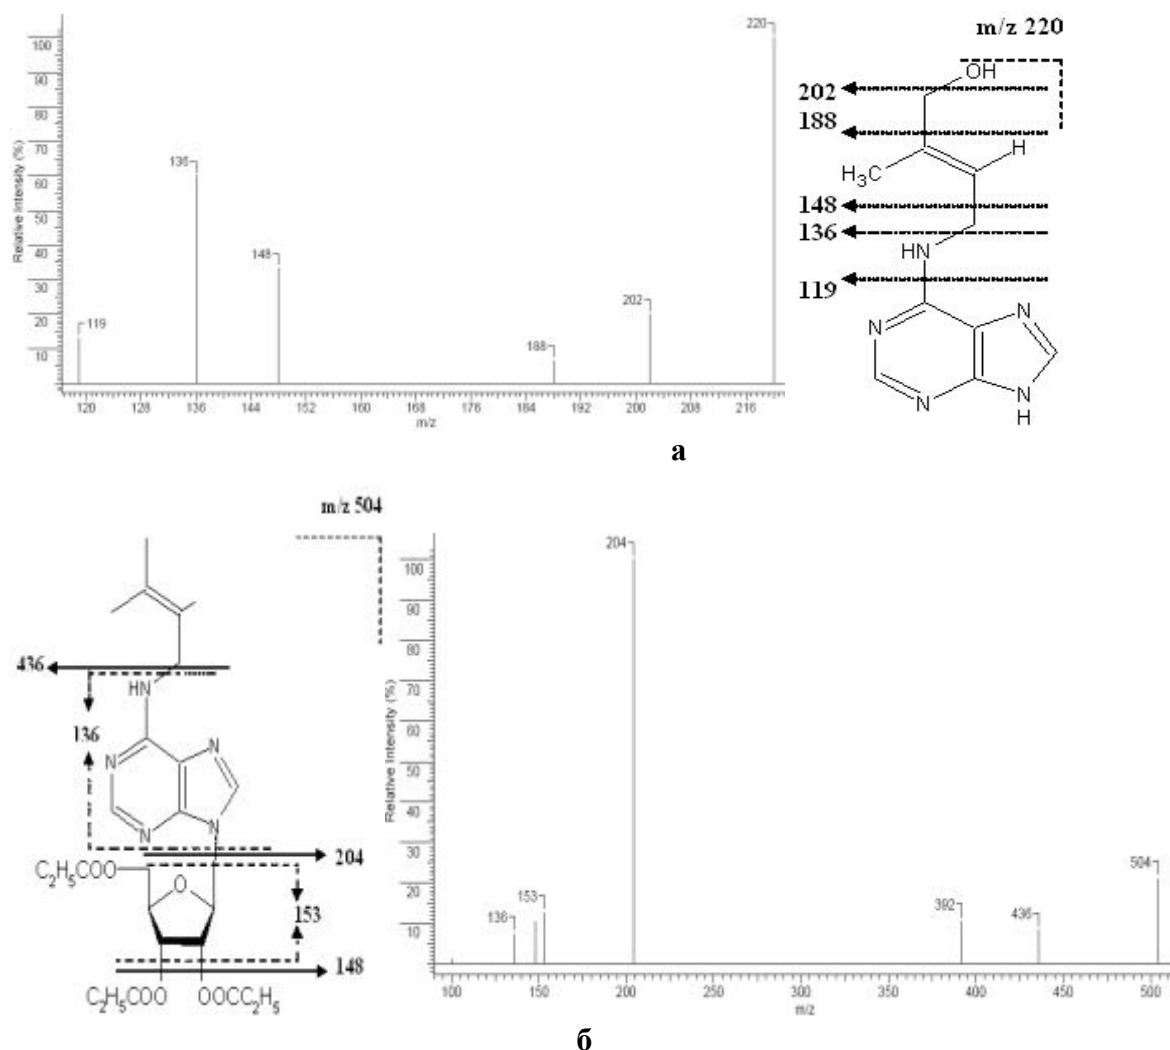 m/z 220
220
100
90
80
70
60
50
40
30
20
10
Relative Intensity (%)
136
148
119
188
202
120 128 136 144 152 160 168 176 184 192 200 208 216
m/z
OH
202
188
H
H₃C
148
136
HN
119
N
N
N
N
H
а
m/z 504
436
HN
136
N
N
N
N
204
C₂H₅COO
O
153
148
C₂H₅COO OOCC₂H₅
204
100
90
80
70
60
50
40
30
20
10
Relative Intensity (%)
136
153
392
436
504
100 150 200 250 300 350 400 450 500
m/z
б